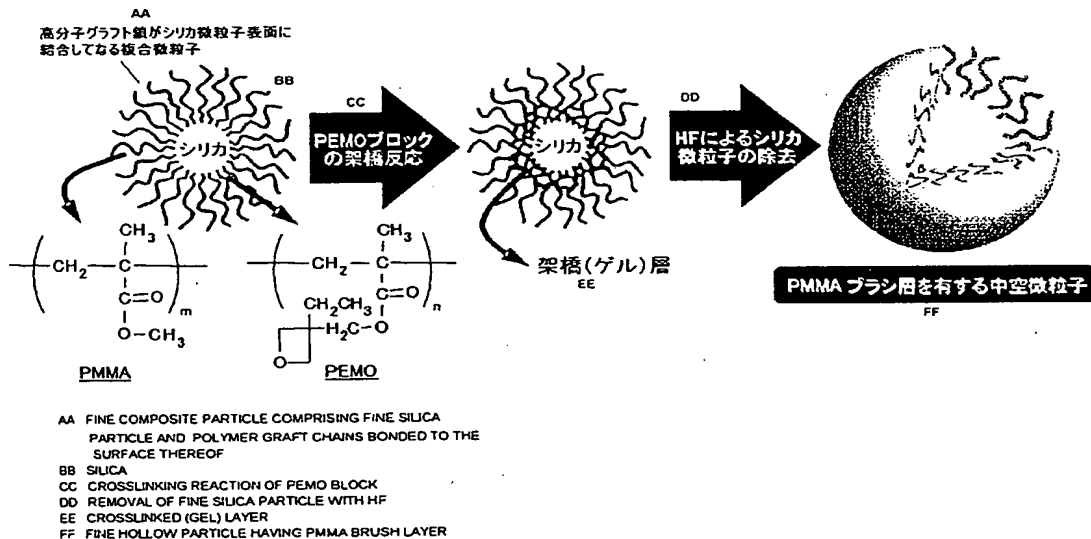 AA
高分子グラフト鎖がシリカ微粒子表面に
結合してなる複合微粒子
BB
シリカ
CC
PEMOブロック
の架橋反応
シリカ
DD
HFによるシリカ
微粒子の除去
CH3
CH2
C
m
C=O
O-CH3
PMMA
CH3
CH2
C
n
C=O
CH2CH3
H2C-O
O
PEMO
架橋(ゲル)層
EE
PMMA ブラシ層を有する中空微粒子
FF
AA FINE COMPOSITE PARTICLE COMPRISING FINE SILICA
PARTICLE AND POLYMER GRAFT CHAINS BONDED TO THE
SURFACE THEREOF
BB SILICA
CC CROSSLINKING REACTION OF PEMO BLOCK
DD REMOVAL OF FINE SILICA PARTICLE WITH HF
EE CROSSLINKED (GEL) LAYER
FF FINE HOLLOW PARTICLE HAVING PMMA BRUSH LAYER